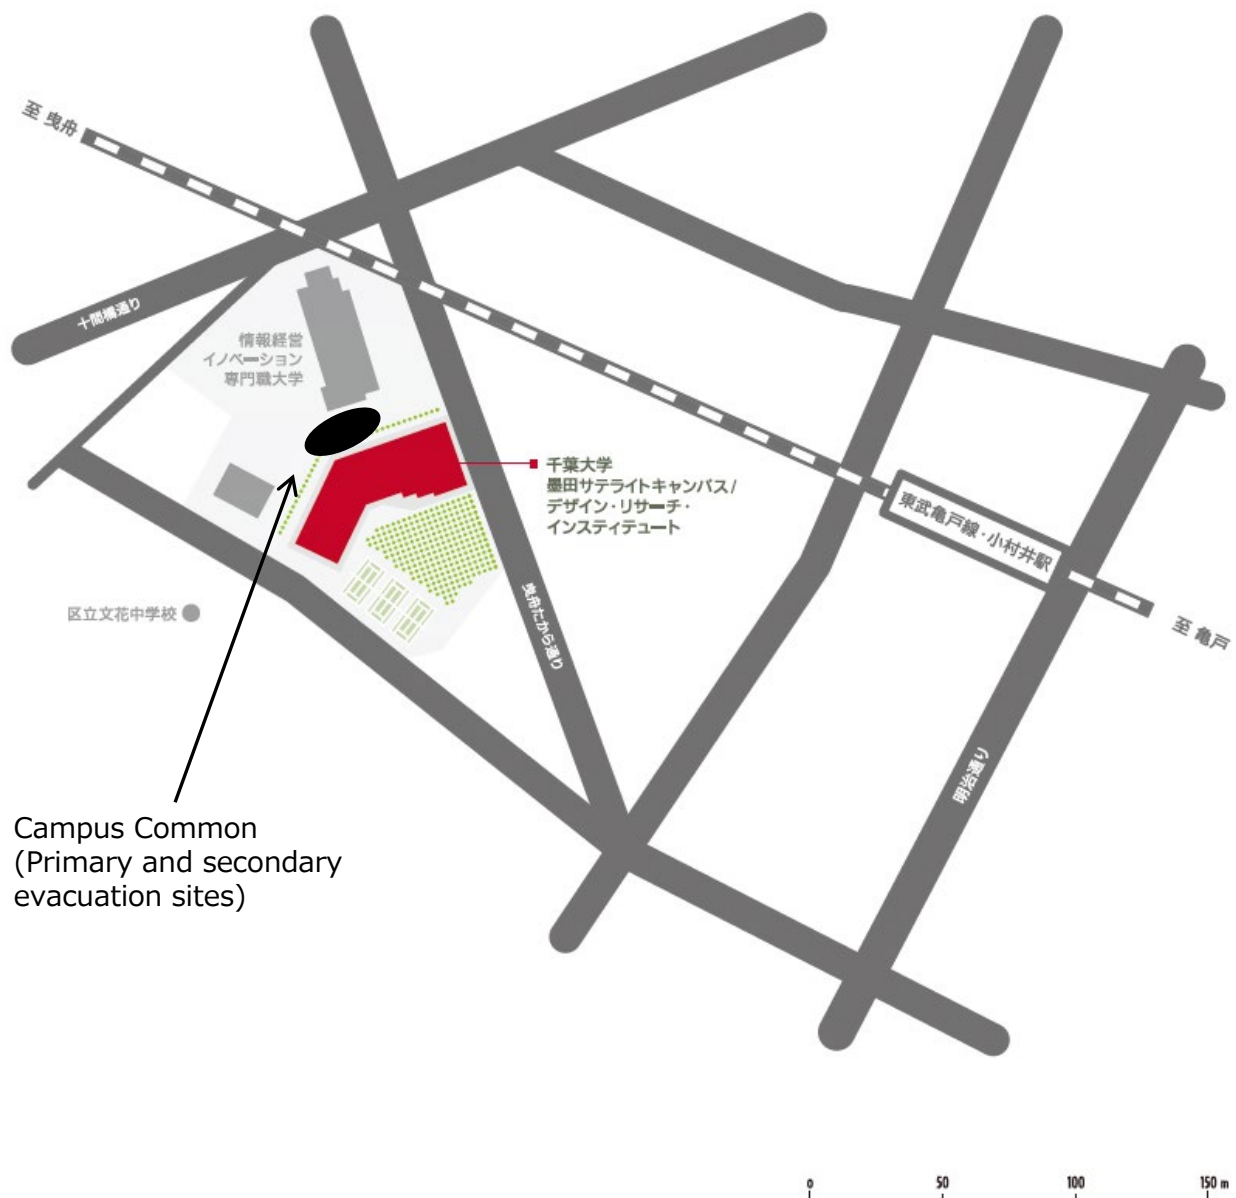 至 曳舟
十間橋通り
情報経営
イノベーション
専門職大学
千葉大学
墨田サテライトキャンパス/
デザイン・リサーチ・
インスティテュート
東武亀戸線・小村井駅
至 亀戸
区立文花中学校
曳舟たから通り
明治通り
Campus Common
(Primary and secondary
evacuation sites)
0 50 100 150 m